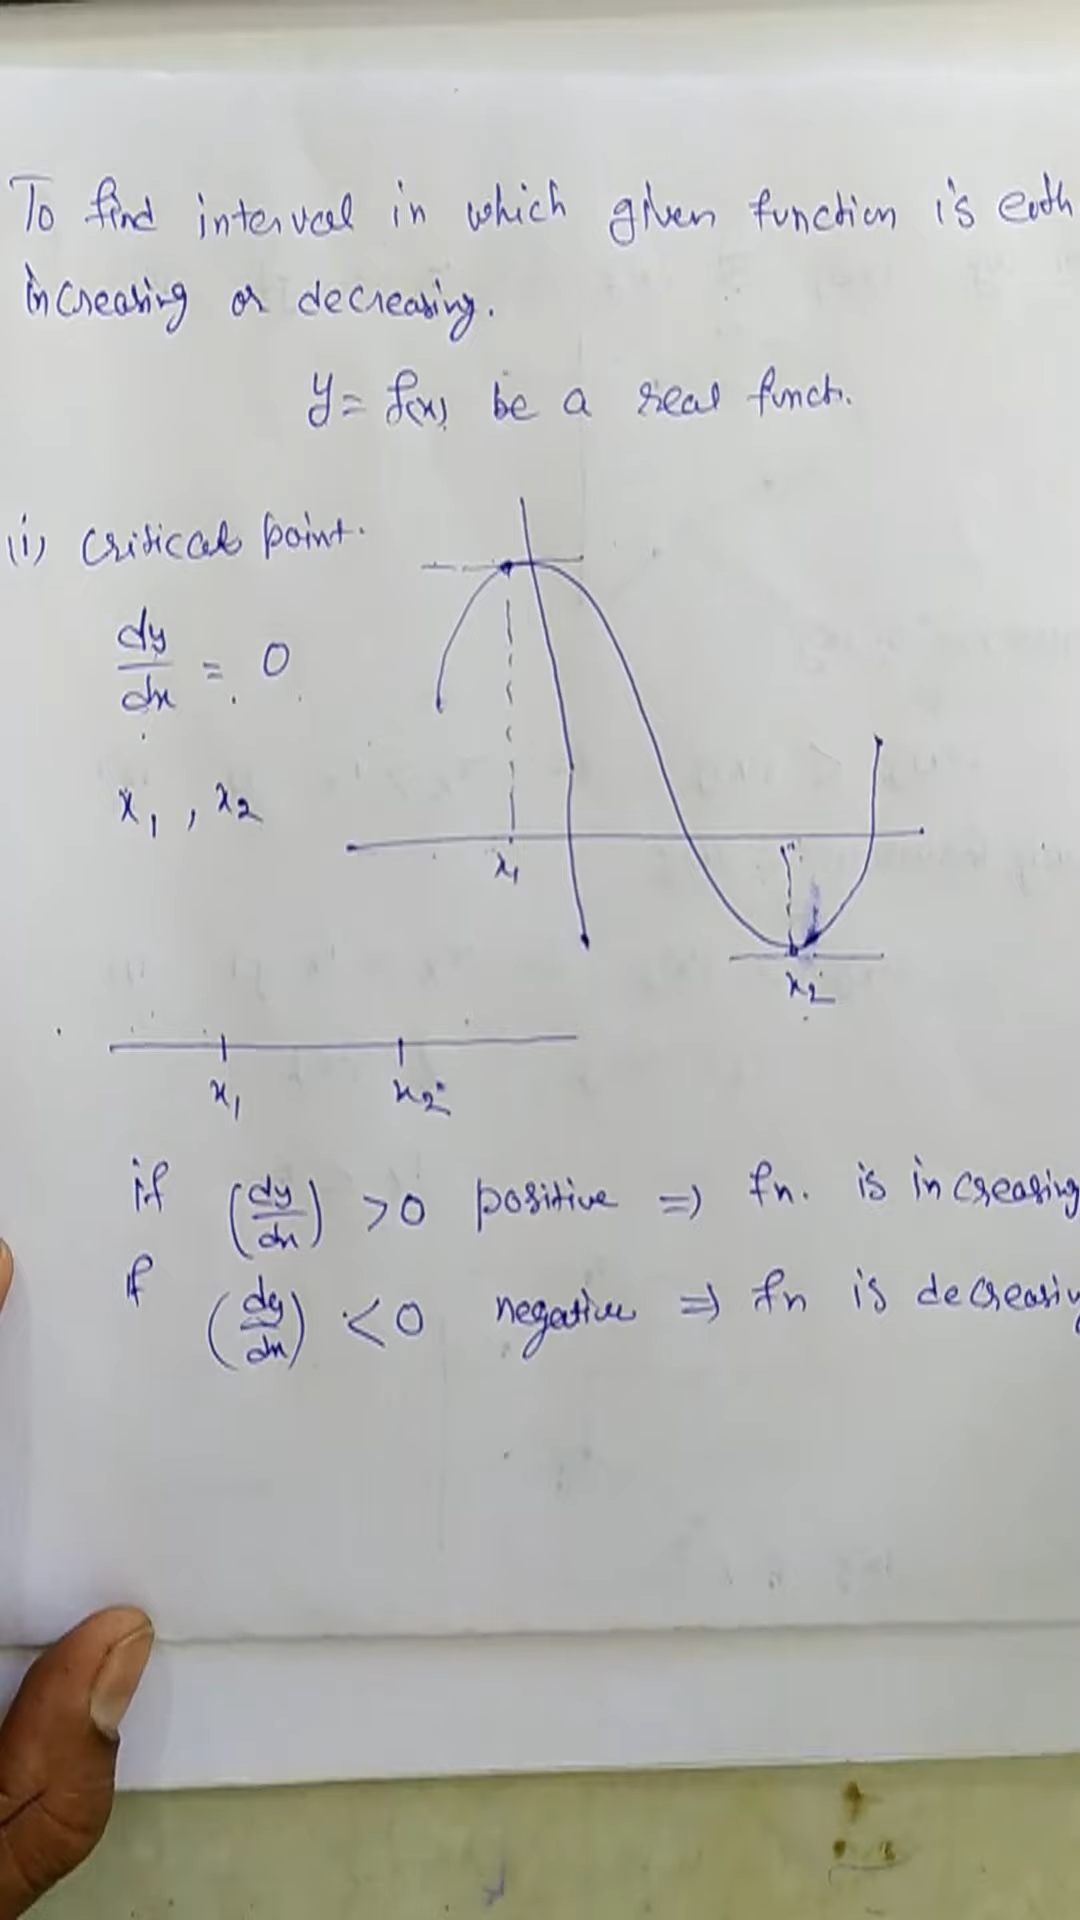 To find interval in which given function is eith
increasing or decreasing.
y = f(x) be a real funct.
(i) critical point.
dy/dx = 0
x₁, x₂
x₁
x₂
x₁ x₂
if (dy/dx) > 0 positive ⇒ fn. is increasing
if (dy/dx) < 0 negative ⇒ fn is decreasin